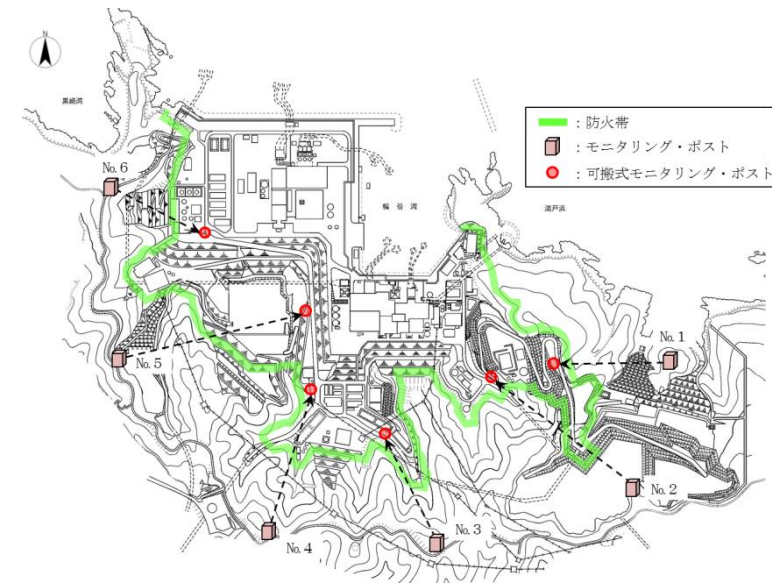 N
黒崎湾
：防火帯
：モニタリング・ポスト
：可搬式モニタリング・ポスト
No.6
輪谷湾
湯戸浜
No.1
No.5
No.2
No.3
No.4